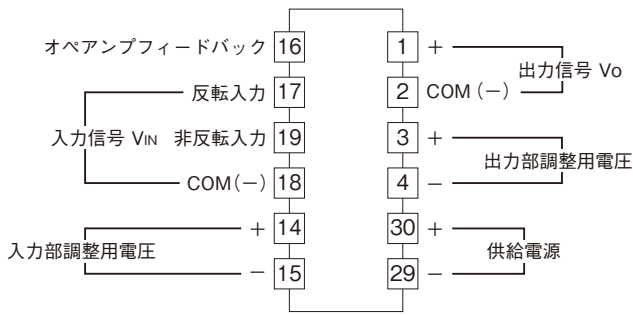 オペアンプフィードバック 16 1 +
出力信号 Vo
反転入力 17 2 COM(−)
入力信号 VIN 非反転入力 19 3 +
出力部調整用電圧
COM(−) 18 4 −
+ 14 30 +
入力部調整用電圧 供給電源
− 15 29 −